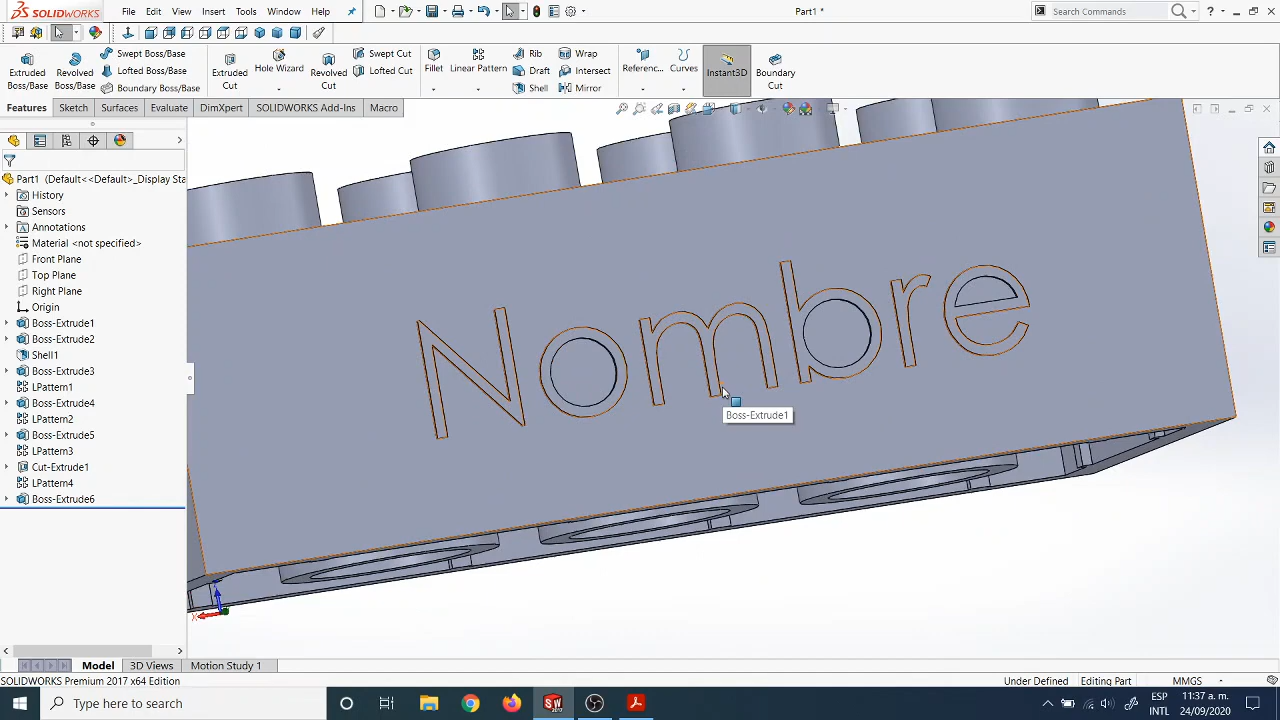 SOLIDWORKS
File Edit View Insert Tools Window Help
Part1 *
Search Commands
Extruded Boss/Base
Revolved Boss/Base
Swept Boss/Base
Lofted Boss/Base
Boundary Boss/Base
Extruded Cut
Hole Wizard
Revolved Cut
Swept Cut
Lofted Cut
Fillet
Linear Pattern
Rib
Draft
Shell
Wrap
Intersect
Mirror
Referenc...
Curves
Instant3D
Boundary Cut
Features Sketch Surfaces Evaluate DimXpert SOLIDWORKS Add-Ins Macro
Part1 (Default<<Default>_Display Sta
History
Sensors
Annotations
Material <not specified>
Front Plane
Top Plane
Right Plane
Origin
Boss-Extrude1
Boss-Extrude2
Shell1
Boss-Extrude3
LPattern1
Boss-Extrude4
LPattern2
Boss-Extrude5
LPattern3
Cut-Extrude1
LPattern4
Boss-Extrude6
Nombre
Boss-Extrude1
X
Model 3D Views Motion Study 1
SOLIDWORKS Premium 2017 x64 Edition
Under Defined Editing Part MMGS
Type here to search
ESP
INTL
11:37 a. m.
24/09/2020